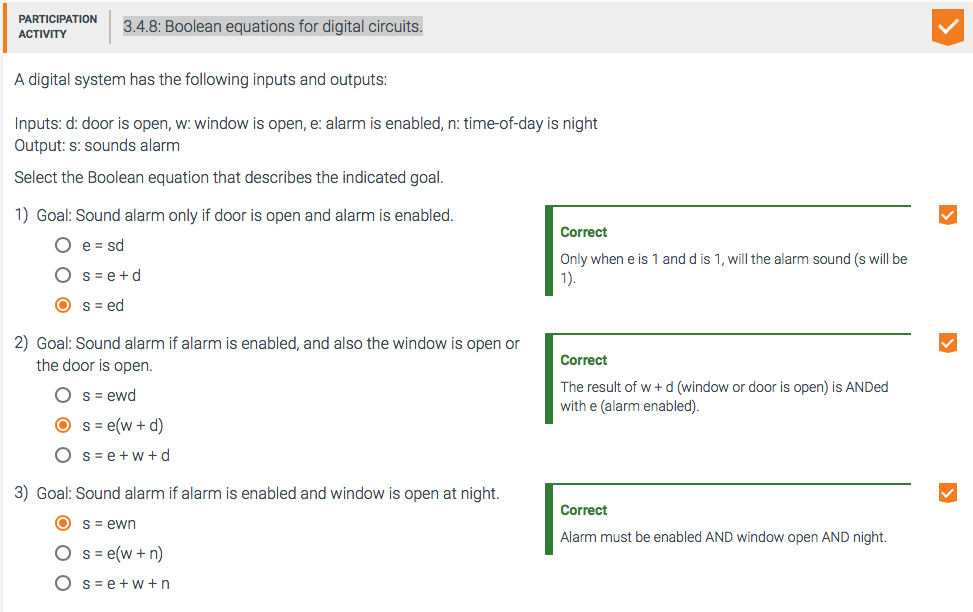 PARTICIPATION
ACTIVITY
3.4.8: Boolean equations for digital circuits.
A digital system has the following inputs and outputs:
Inputs: d: door is open, w: window is open, e: alarm is enabled, n: time-of-day is night
Output: s: sounds alarm
Select the Boolean equation that describes the indicated goal.
1) Goal: Sound alarm only if door is open and alarm is enabled.
e = sd
s = e + d
s = ed
Correct
Only when e is 1 and d is 1, will the alarm sound (s will be
1).
2) Goal: Sound alarm if alarm is enabled, and also the window is open or
the door is open.
s = ewd
s = e(w + d)
s = e + w + d
Correct
The result of w + d (window or door is open) is ANDed
with e (alarm enabled).
3) Goal: Sound alarm if alarm is enabled and window is open at night.
s = ewn
s = e(w + n)
s = e + w + n
Correct
Alarm must be enabled AND window open AND night.